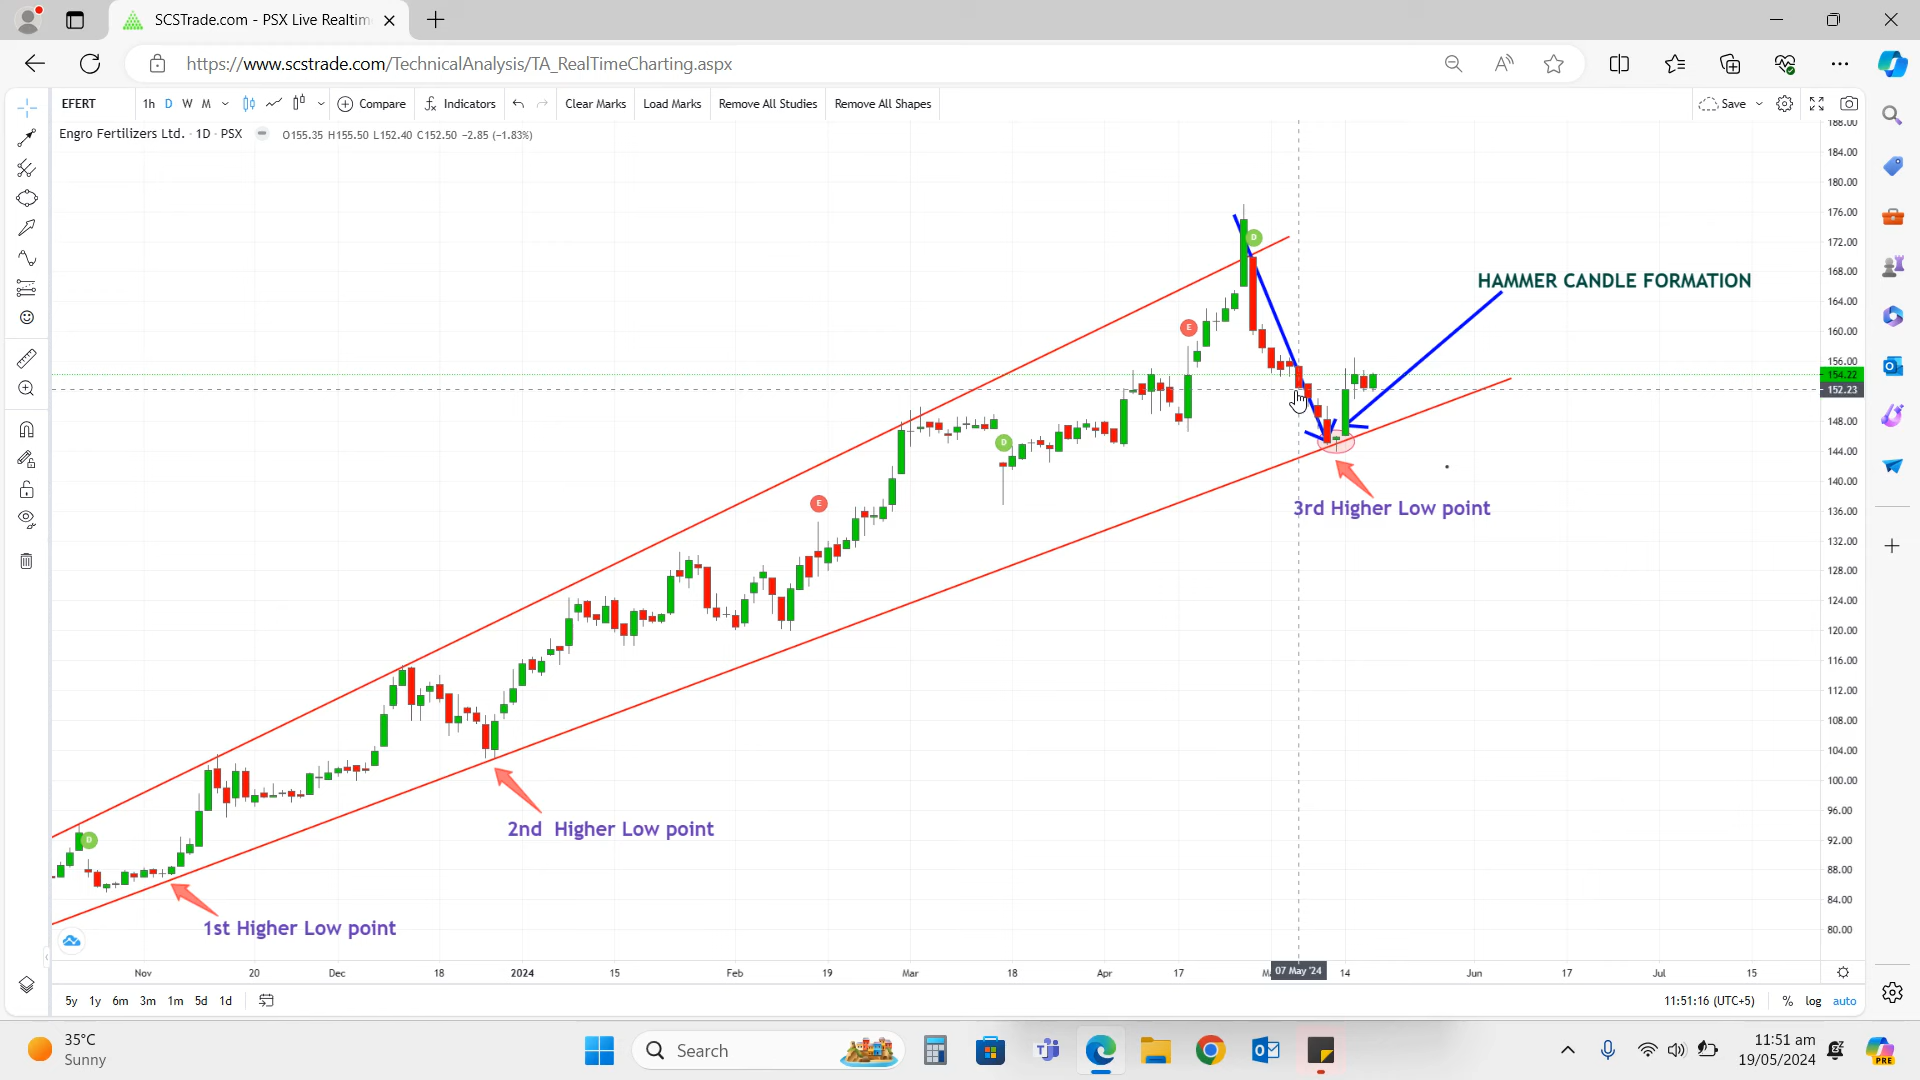 SCSTrade.com - PSX Live Realtim
https://www.scstrade.com/TechnicalAnalysis/TA_RealTimeCharting.aspx
EFERT 1h D W M Compare Indicators Clear Marks Load Marks Remove All Studies Remove All Shapes Save
Engro Fertilizers Ltd. · 1D · PSX O155.35 H155.50 L152.40 C152.50 −2.85 (−1.83%)
188.00
184.00
180.00
176.00
172.00
168.00
164.00
160.00
156.00
154.22
152.23
148.00
144.00
140.00
136.00
132.00
128.00
124.00
120.00
116.00
112.00
108.00
104.00
100.00
96.00
92.00
88.00
84.00
80.00
D
HAMMER CANDLE FORMATION
E
D
E
3rd Higher Low point
2nd Higher Low point
D
1st Higher Low point
Nov 20 Dec 18 2024 15 Feb 19 Mar 18 Apr 17 07 May '24 14 Jun 17 Jul 15
5y 1y 6m 3m 1m 5d 1d 11:51:16 (UTC+5) % log auto
35°C
Sunny
Search
11:51 am
19/05/2024
PRE